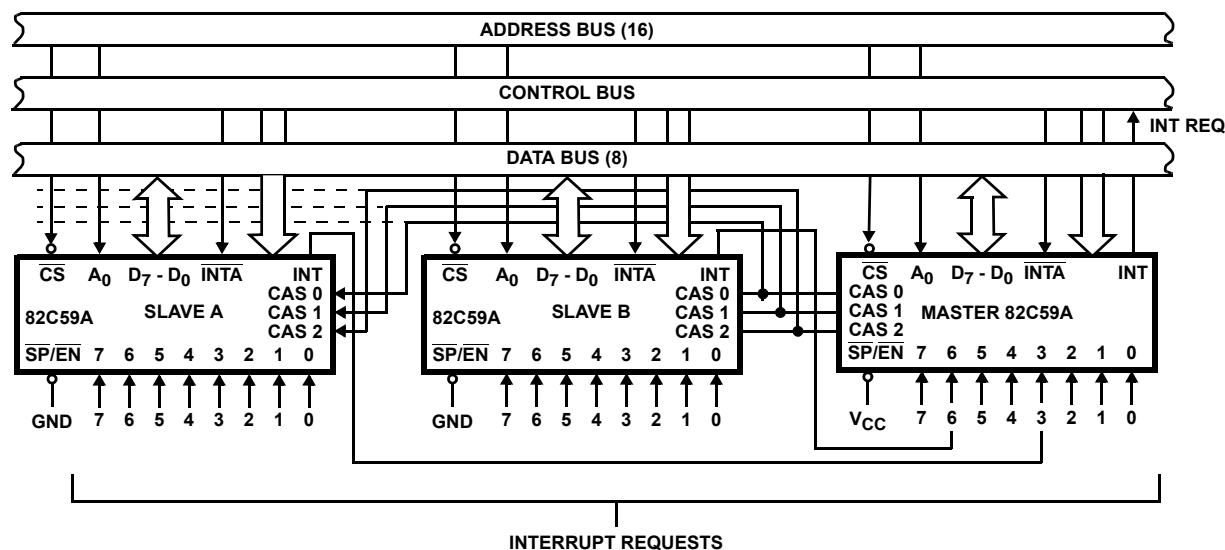 ADDRESS BUS (16)
CONTROL BUS
INT REQ
DATA BUS (8)
CS A0 D7 - D0 INTA INT
CAS 0
82C59A SLAVE A CAS 1
CAS 2
SP/EN 7 6 5 4 3 2 1 0
GND 7 6 5 4 3 2 1 0
CS A0 D7 - D0 INTA INT
CAS 0
82C59A SLAVE B CAS 1
CAS 2
SP/EN 7 6 5 4 3 2 1 0
GND 7 6 5 4 3 2 1 0
CS A0 D7 - D0 INTA INT
CAS 0
CAS 1 MASTER 82C59A
CAS 2
SP/EN 7 6 5 4 3 2 1 0
VCC 7 6 5 4 3 2 1 0
INTERRUPT REQUESTS